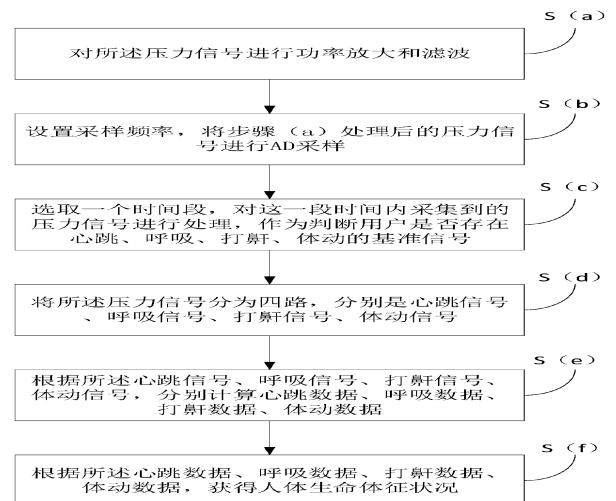 S（a）
对所述压力信号进行功率放大和滤波
S（b）
设置采样频率，将步骤（a）处理后的压力信
号进行AD采样
S（c）
选取一个时间段，对这一段时间内采集到的
压力信号进行处理，作为判断用户是否存在
心跳、呼吸、打鼾、体动的基准信号
S（d）
将所述压力信号分为四路，分别是心跳信号
、呼吸信号、打鼾信号、体动信号
S（e）
根据所述心跳信号、呼吸信号、打鼾信号、
体动信号，分别计算心跳数据、呼吸数据、
打鼾数据、体动数据
S（f）
根据所述心跳数据、呼吸数据、打鼾数据、
体动数据，获得人体生命体征状况